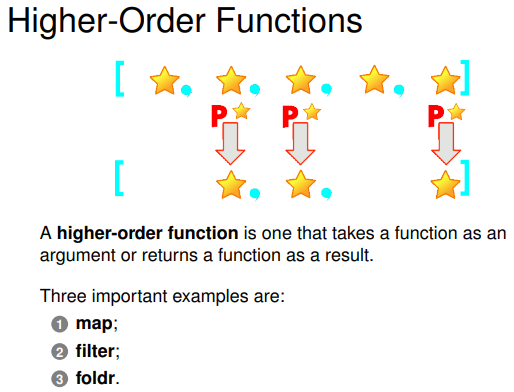 Higher-Order Functions
[ , , , , ]
P P P
[ , , ]
A higher-order function is one that takes a function as an
argument or returns a function as a result.
Three important examples are:
1 map;
2 filter;
3 foldr.